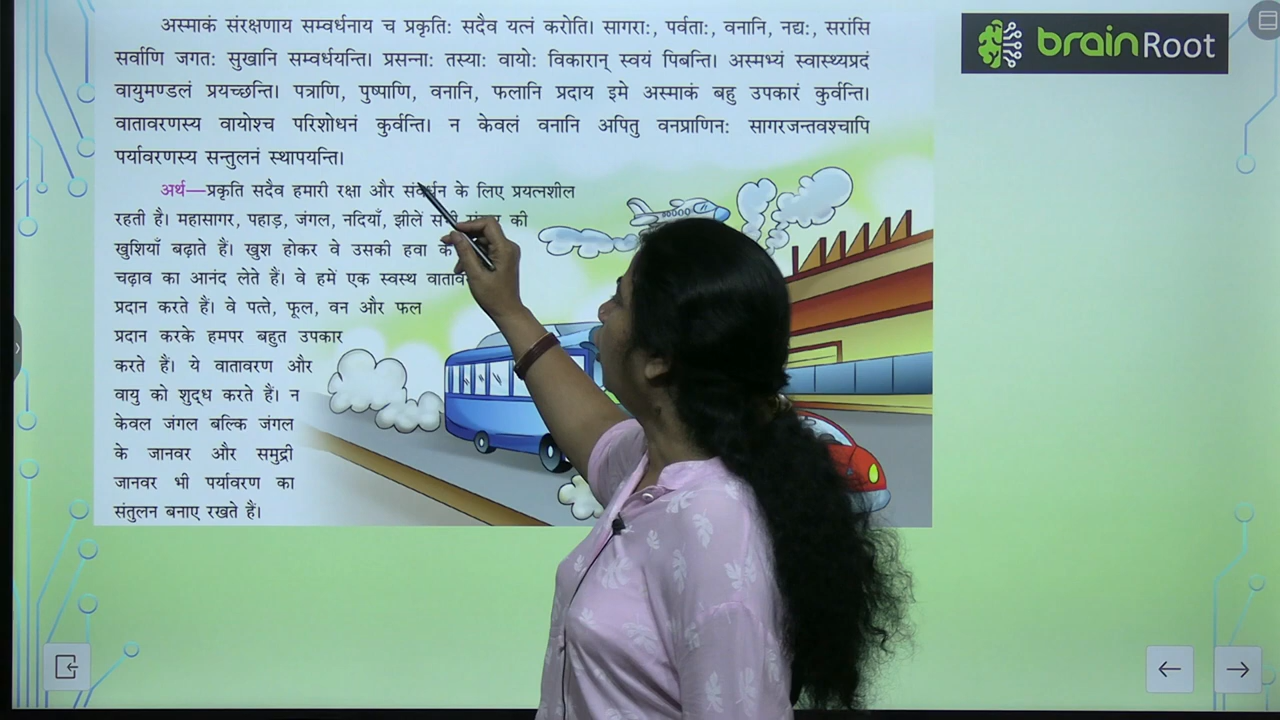 अस्माकं संरक्षणाय सम्वर्धनाय च प्रकृतिः सदैव यत्नं करोति। सागराः, पर्वताः, वनानि, नद्यः, सरांसि
सर्वाणि जगतः सुखानि सम्वर्धयन्ति। प्रसन्नाः तस्याः वायोः विकारान् स्वयं पिबन्ति। अस्मभ्यं स्वास्थ्यप्रदं
वायुमण्डलं प्रयच्छन्ति। पत्राणि, पुष्पाणि, वनानि, फलानि प्रदाय इमे अस्माकं बहु उपकारं कुर्वन्ति।
वातावरणस्य वायोश्च परिशोधनं कुर्वन्ति। न केवलं वनानि अपितु वनप्राणिनः सागरजन्तवश्चापि
पर्यावरणस्य सन्तुलनं स्थापयन्ति।
अर्थ—प्रकृति सदैव हमारी रक्षा और संवर्धन के लिए प्रयत्नशील
रहती है। महासागर, पहाड़, जंगल, नदियाँ, झीलें की
खुशियाँ बढ़ाते हैं। खुश होकर वे उसकी हवा के
चढ़ाव का आनंद लेते हैं। वे हमें एक स्वस्थ
प्रदान करते हैं। वे पत्ते, फूल, वन और फल
प्रदान करके हमपर बहुत उपकार
करते हैं। ये वातावरण और
वायु को शुद्ध करते हैं। न
केवल जंगल बल्कि जंगल
के जानवर और समुद्री
जानवर भी पर्यावरण का
संतुलन बनाए रखते हैं।
brainRoot